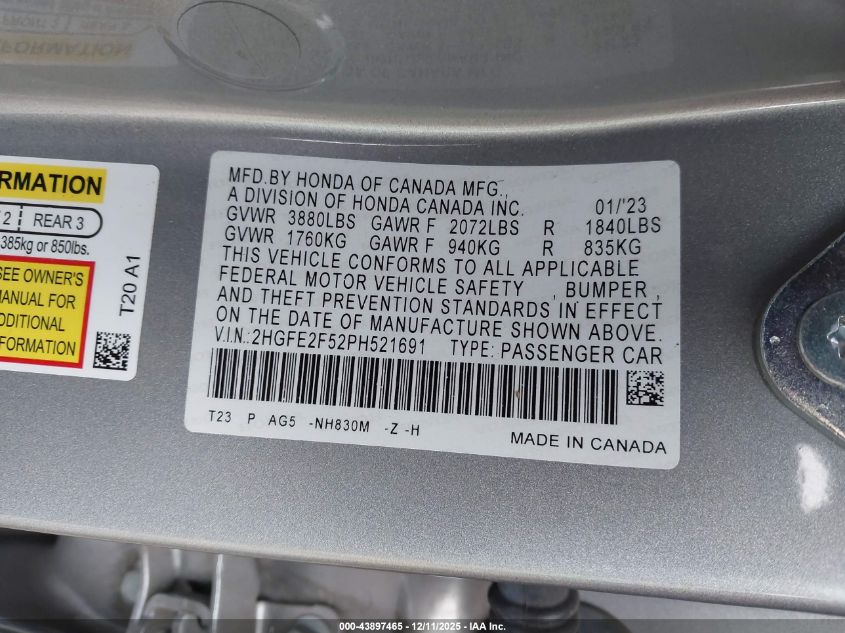 FORMATION
RMATION
2 REAR 3
385kg or 850lbs.
SEE OWNER'S
MANUAL FOR
ADDITIONAL
INFORMATION
T20 A1
MFD.BY HONDA OF CANADA MFG.,
A DIVISION OF HONDA CANADA INC. 01/'23
GVWR 3880LBS GAWR F 2072LBS R 1840LBS
GVWR 1760KG GAWR F 940KG R 835KG
THIS VEHICLE CONFORMS TO ALL APPLICABLE
FEDERAL MOTOR VEHICLE SAFETY , BUMPER ,
AND THEFT PREVENTION STANDARDS IN EFFECT
ON THE DATE OF MANUFACTURE SHOWN ABOVE.
V.I.N.:2HGFE2F52PH521691 TYPE: PASSENGER CAR
T23 P AG5 -NH830M -Z -H
MADE IN CANADA
000-43897465 - 12/11/2025 - IAA Inc.